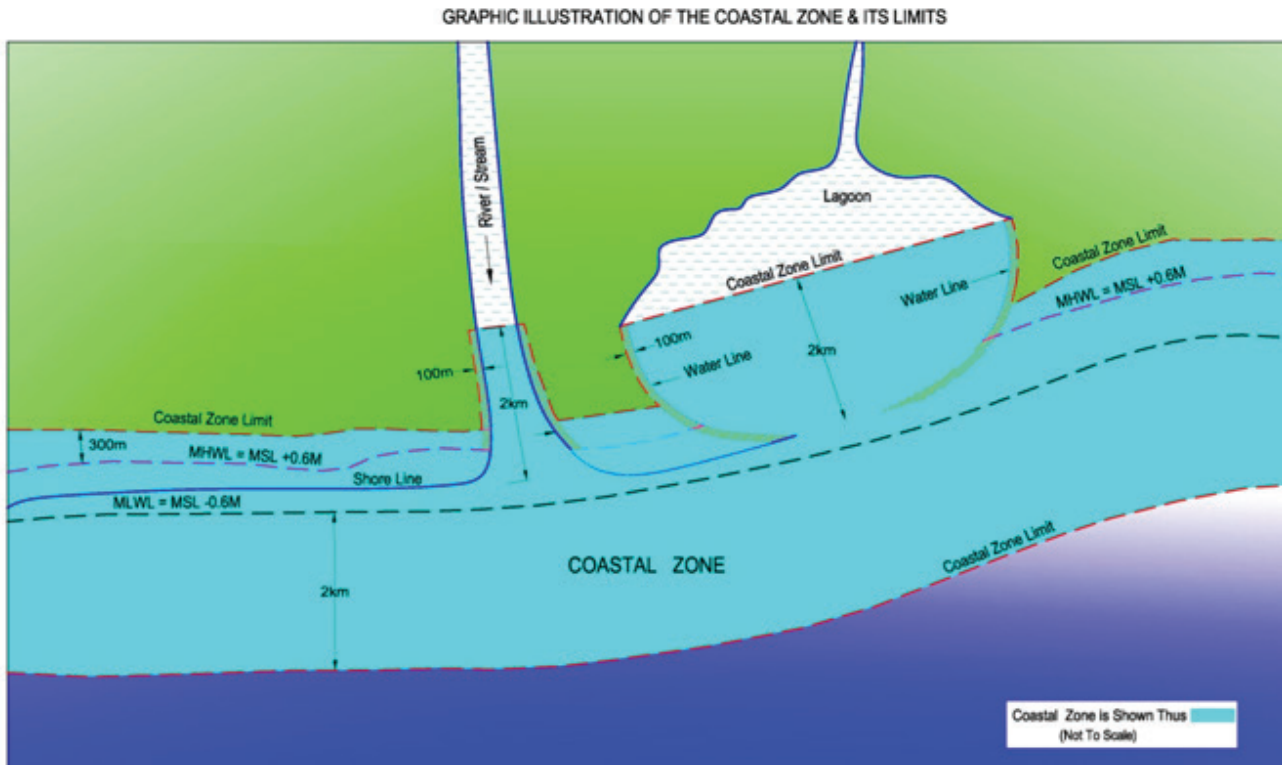 GRAPHIC ILLUSTRATION OF THE COASTAL ZONE & ITS LIMITS
River / Stream
Lagoon
Coastal Zone Limit
Coastal Zone Limit
Water Line
MHWL = MSL +0.6M
100m
Water Line
2km
100m
2km
Coastal Zone Limit
300m
MHWL = MSL +0.6M
Shore Line
MLWL = MSL -0.6M
COASTAL ZONE
Coastal Zone Limit
2km
Coastal Zone is Shown Thus
(Not To Scale)